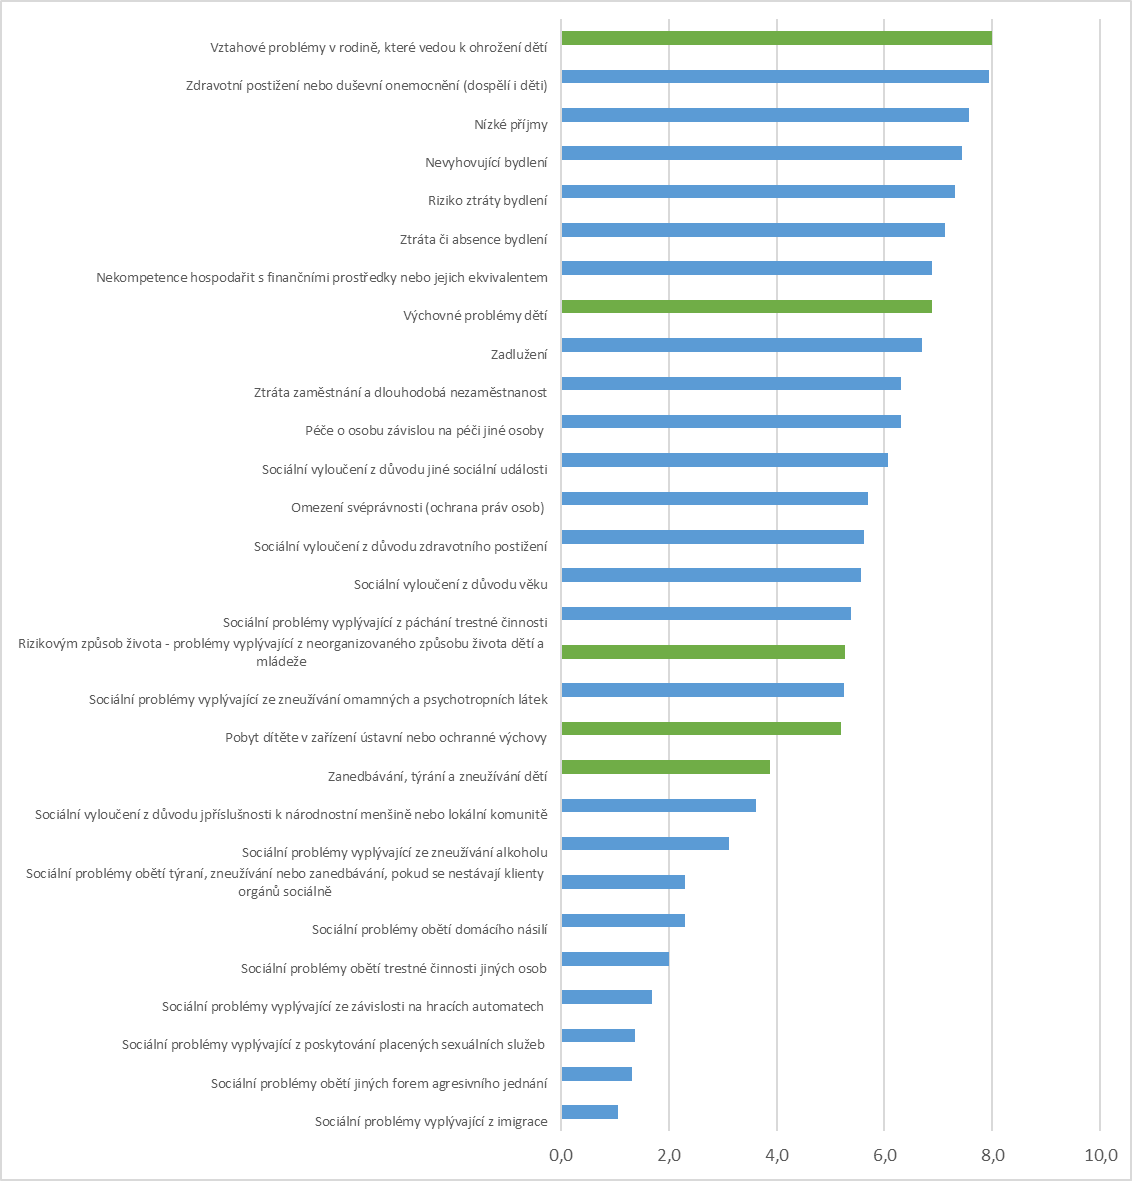 Vztahové problémy v rodině, které vedou k ohrožení dětí
Zdravotní postižení nebo duševní onemocnění (dospělí i děti)
Nízké příjmy
Nevyhovující bydlení
Riziko ztráty bydlení
Ztráta či absence bydlení
Nekompetence hospodařit s finančními prostředky nebo jejich ekvivalentem
Výchovné problémy dětí
Zadlužení
Ztráta zaměstnání a dlouhodobá nezaměstnanost
Péče o osobu závislou na péči jiné osoby
Sociální vyloučení z důvodu jiné sociální události
Omezení svéprávnosti (ochrana práv osob)
Sociální vyloučení z důvodu zdravotního postižení
Sociální vyloučení z důvodu věku
Sociální problémy vyplývající z páchání trestné činnosti
Rizikovým způsob života - problémy vyplývající z neorganizovaného způsobu života dětí a
mládeže
Sociální problémy vyplývající ze zneužívání omamných a psychotropních látek
Pobyt dítěte v zařízení ústavní nebo ochranné výchovy
Zanedbávání, týrání a zneužívání dětí
Sociální vyloučení z důvodu jpříslušnosti k národnostní menšině nebo lokální komunitě
Sociální problémy vyplývající ze zneužívání alkoholu
Sociální problémy obětí týraní, zneužívání nebo zanedbávání, pokud se nestávají klienty
orgánů sociálně
Sociální problémy obětí domácího násilí
Sociální problémy obětí trestné činnosti jiných osob
Sociální problémy vyplývající ze závislosti na hracích automatech
Sociální problémy vyplývající z poskytování placených sexuálních služeb
Sociální problémy obětí jiných forem agresivního jednání
Sociální problémy vyplývající z imigrace
0,0 2,0 4,0 6,0 8,0 10,0